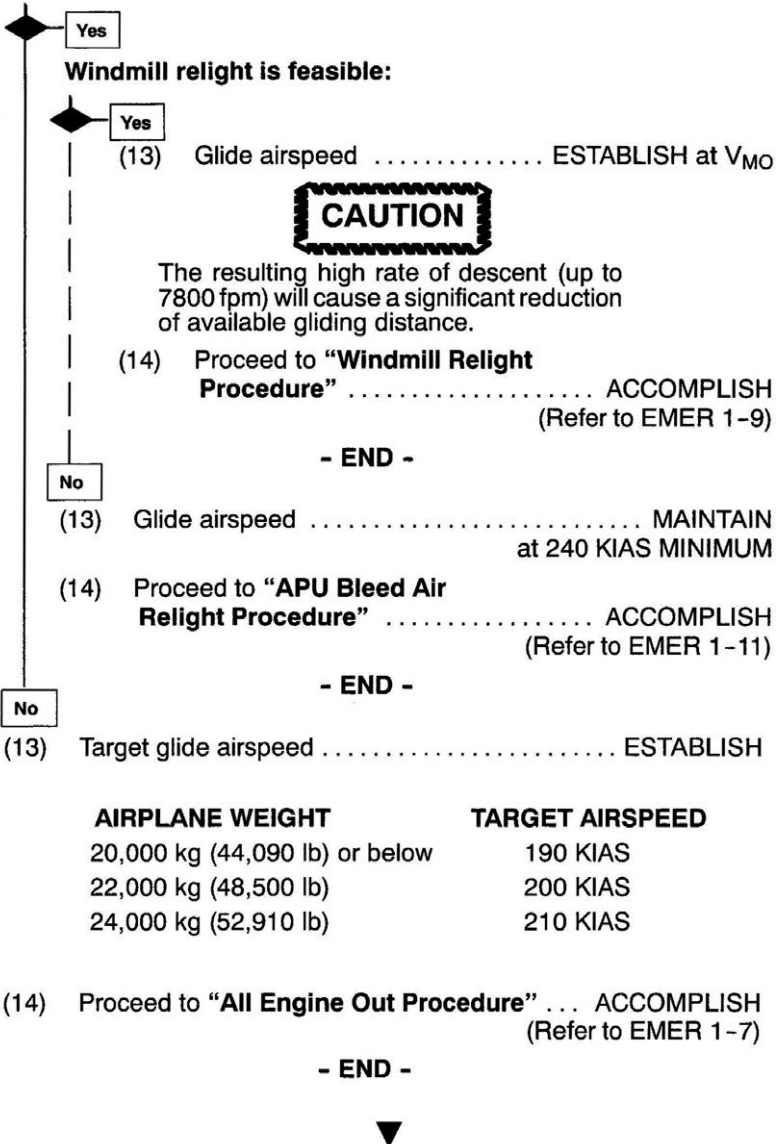 Yes
Windmill relight is feasible:
Yes
(13) Glide airspeed .............. ESTABLISH at VMO
CAUTION
The resulting high rate of descent (up to
7800 fpm) will cause a significant reduction
of available gliding distance.
(14) Proceed to "Windmill Relight
Procedure" .................... ACCOMPLISH
(Refer to EMER 1-9)
- END -
No
(13) Glide airspeed .......................... MAINTAIN
at 240 KIAS MINIMUM
(14) Proceed to "APU Bleed Air
Relight Procedure" ................. ACCOMPLISH
(Refer to EMER 1-11)
- END -
No
(13) Target glide airspeed ........................ ESTABLISH
AIRPLANE WEIGHT TARGET AIRSPEED
20,000 kg (44,090 lb) or below 190 KIAS
22,000 kg (48,500 lb) 200 KIAS
24,000 kg (52,910 lb) 210 KIAS
(14) Proceed to "All Engine Out Procedure" ... ACCOMPLISH
(Refer to EMER 1-7)
- END -